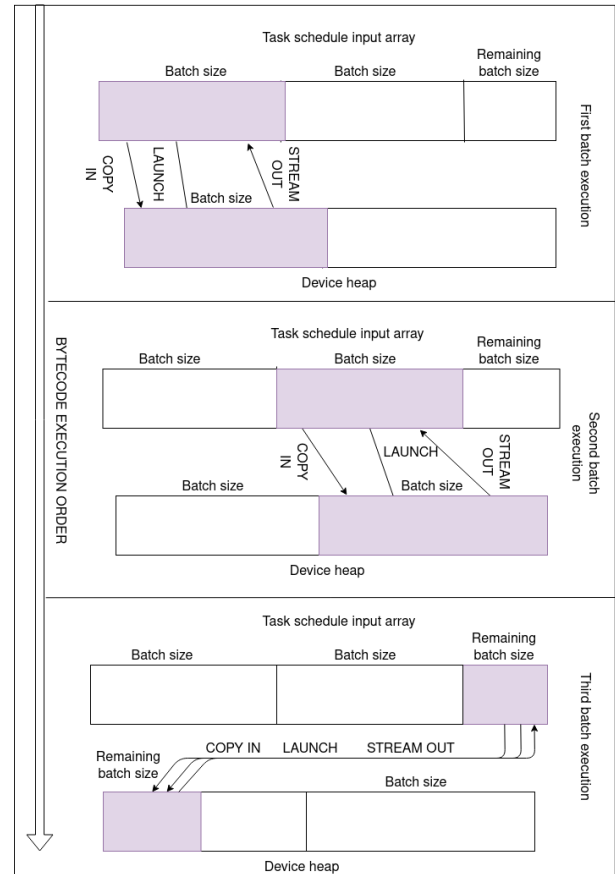 Task schedule input array
Batch size
Batch size
Remaining
batch size
COPY
IN
LAUNCH
STREAM
OUT
Batch size
Device heap
First batch execution
BYTECODE EXECUTION ORDER
Task schedule input array
Batch size
Batch size
Remaining
batch size
COPY
IN
LAUNCH
STREAM
OUT
Batch size
Batch size
Device heap
Second batch
execution
Task schedule input array
Batch size
Batch size
Remaining
batch size
COPY IN LAUNCH STREAM OUT
Remaining
batch size
Batch size
Device heap
Third batch execution